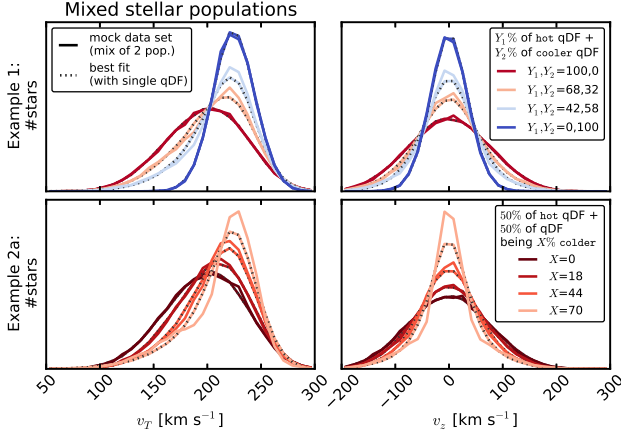 Mixed stellar populations
Example 1:
#stars
mock data set
(mix of 2 pop.)
best fit
(with single qDF)
Y₁% of hot qDF +
Y₂% of cooler qDF
Y₁,Y₂=100,0
Y₁,Y₂=68,32
Y₁,Y₂=42,58
Y₁,Y₂=0,100
Example 2a:
#stars
50% of hot qDF +
50% of qDF
being X% colder
X=0
X=18
X=44
X=70
50 100 150 200 250 300
v_T [km s⁻¹]
−200 −100 0 100 200 300
v_z [km s⁻¹]